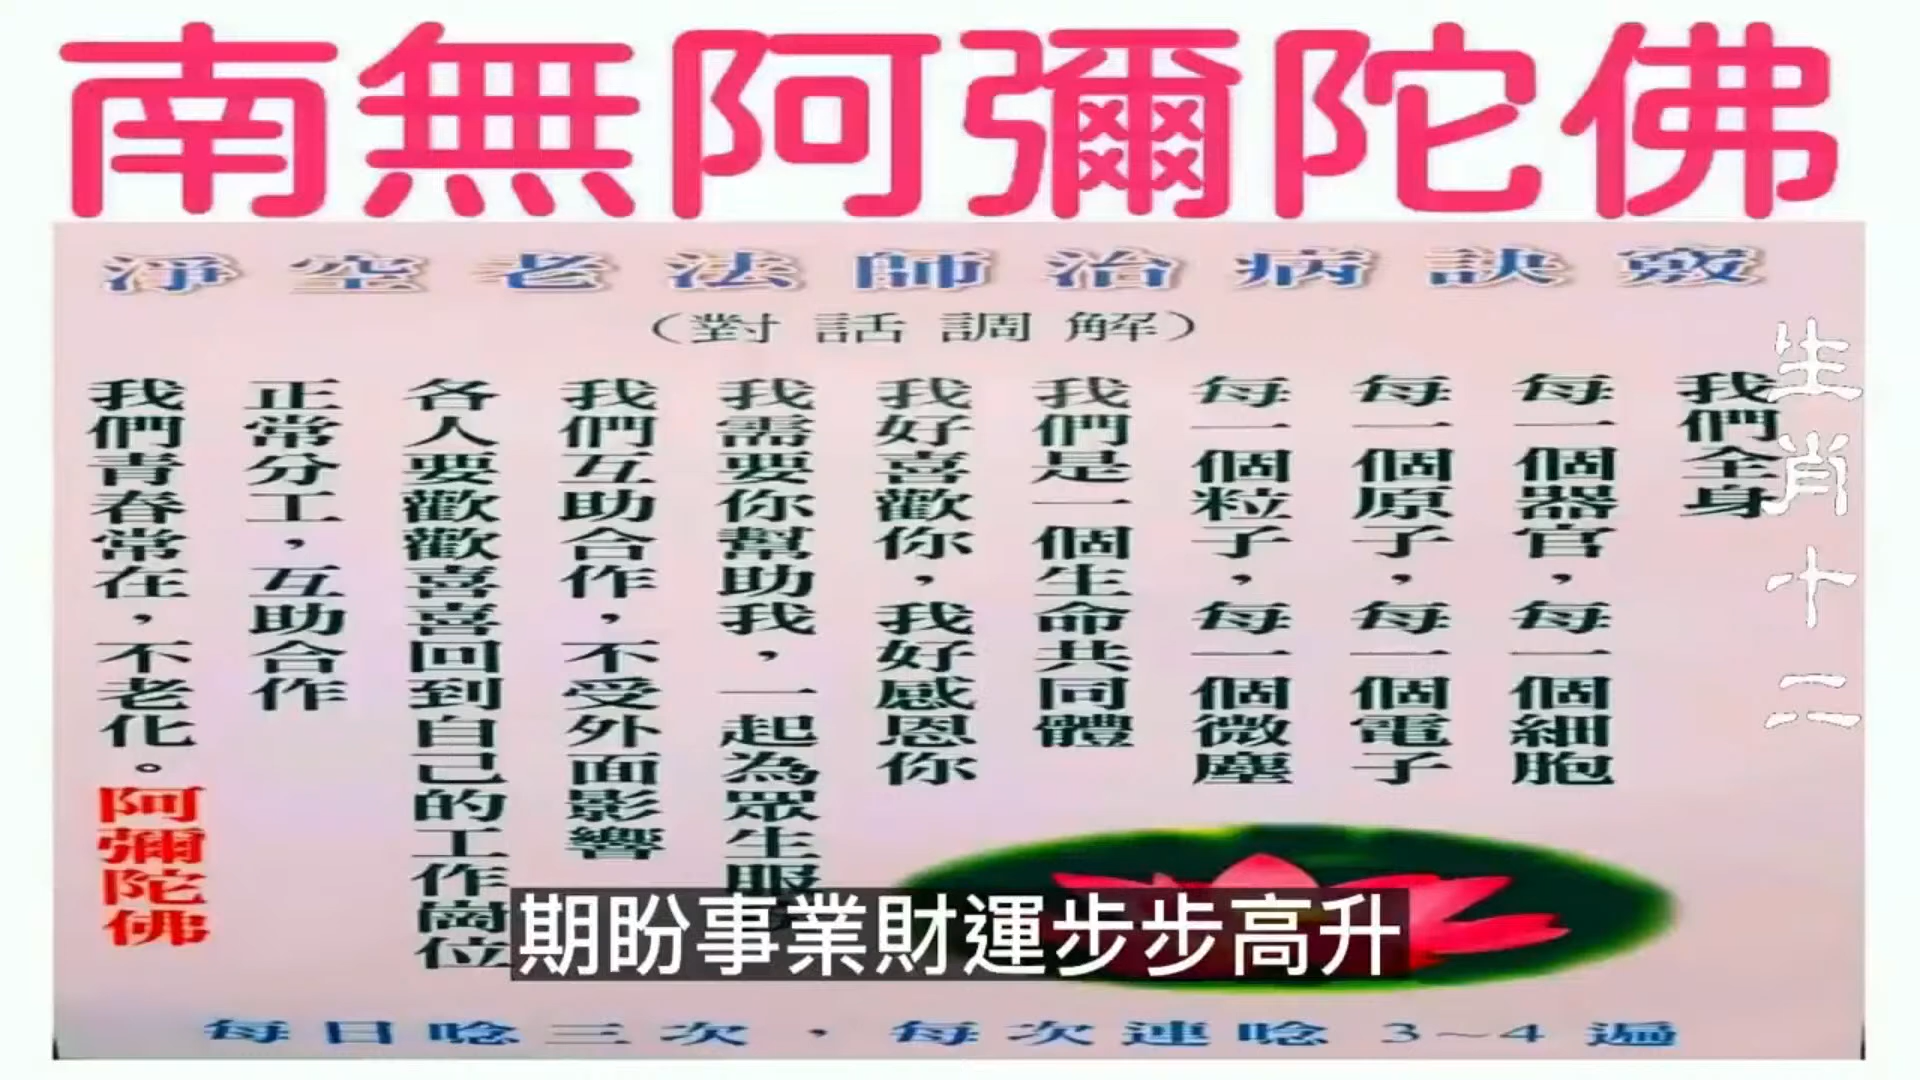 南無阿彌陀佛
淨空老法師治病訣竅
（對話調解）
我們全身
每一個器官，每一個細胞
每一個原子，每一個電子
每一個粒子，每一個微塵
我們是一個生命共同體
我好喜歡你，我好感恩你
我需要你幫助我，一起為眾生服
我們互助合作，不受外面影響
各人要歡歡喜喜回到自己的工作崗位
正常分工，互助合作
我們青春常在，不老化。阿彌陀佛
每日唸三次，每次連唸 3~4 遍
生肖十二
期盼事業財運步步高升